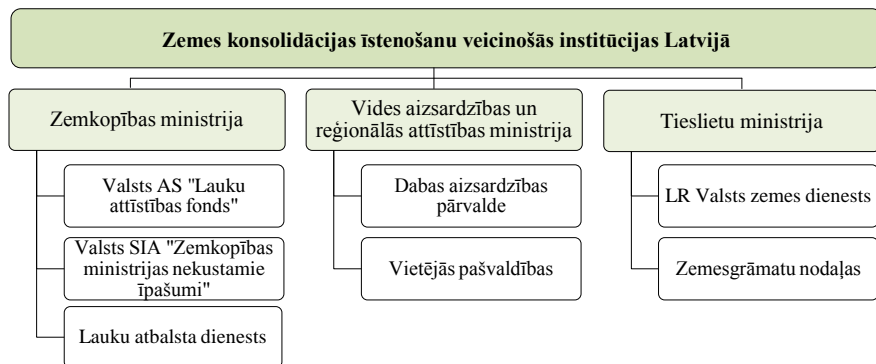 Zemes konsolidācijas īstenošanu veicinošās institūcijas Latvijā
Zemkopības ministrija
Valsts AS "Lauku
attīstības fonds"
Valsts SIA "Zemkopības
ministrijas nekustamie
īpašumi"
Lauku atbalsta dienests
Vides aizsardzības un
reģionālās attīstības ministrija
Dabas aizsardzības
pārvalde
Vietējās pašvaldības
Tieslietu ministrija
LR Valsts zemes dienests
Zemesgrāmatu nodaļas